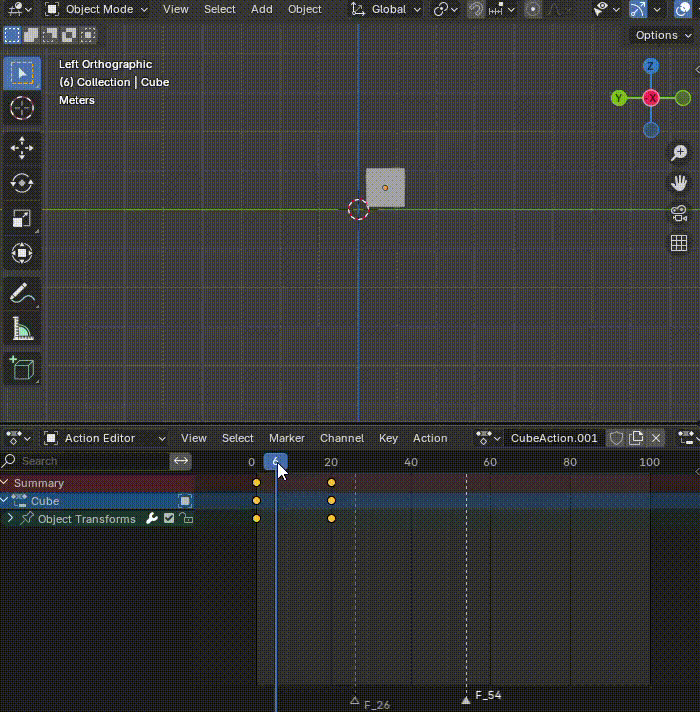 Object Mode View Select Add Object Global
Options
Left Orthographic
(6) Collection | Cube
Meters
Z
Y
X
Action Editor View Select Marker Channel Key Action CubeAction.001
Search 0 6 20 40 60 80 100
Summary
Cube
Object Transforms
F_54
F_26